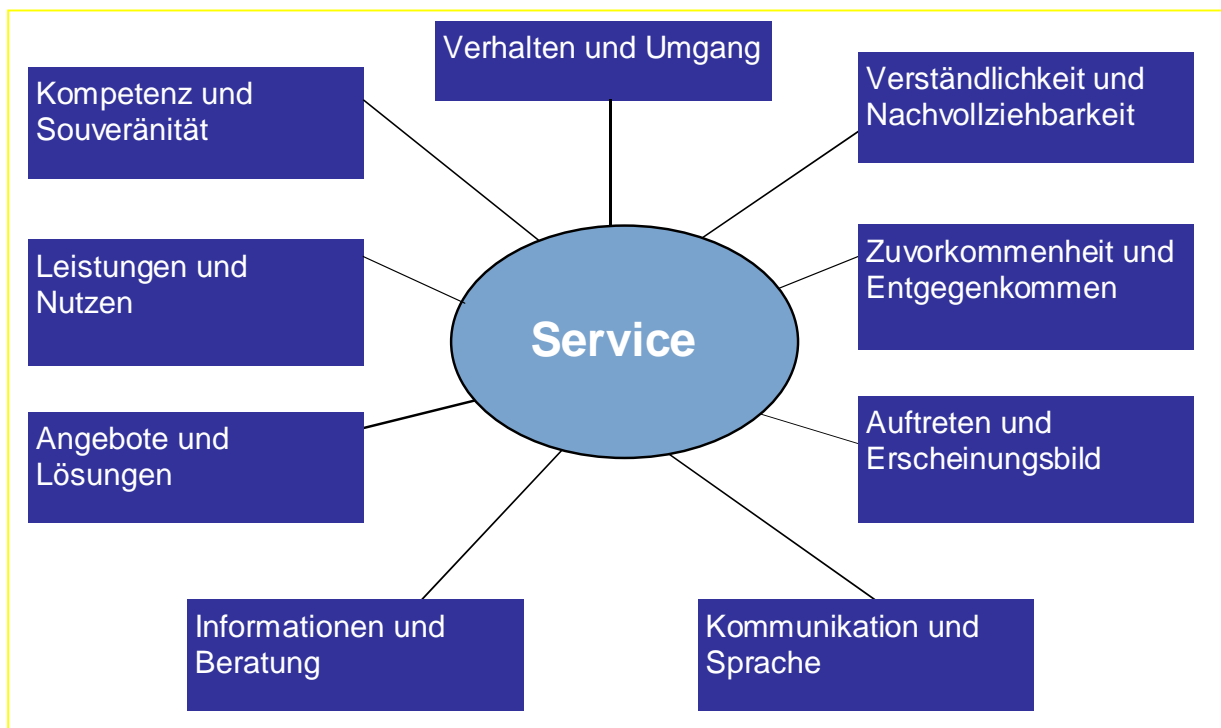 Verhalten und Umgang
Kompetenz und
Souveränität
Verständlichkeit und
Nachvollziehbarkeit
Leistungen und
Nutzen
Zuvorkommenheit und
Entgegenkommen
Service
Angebote und
Lösungen
Auftreten und
Erscheinungsbild
Informationen und
Beratung
Kommunikation und
Sprache